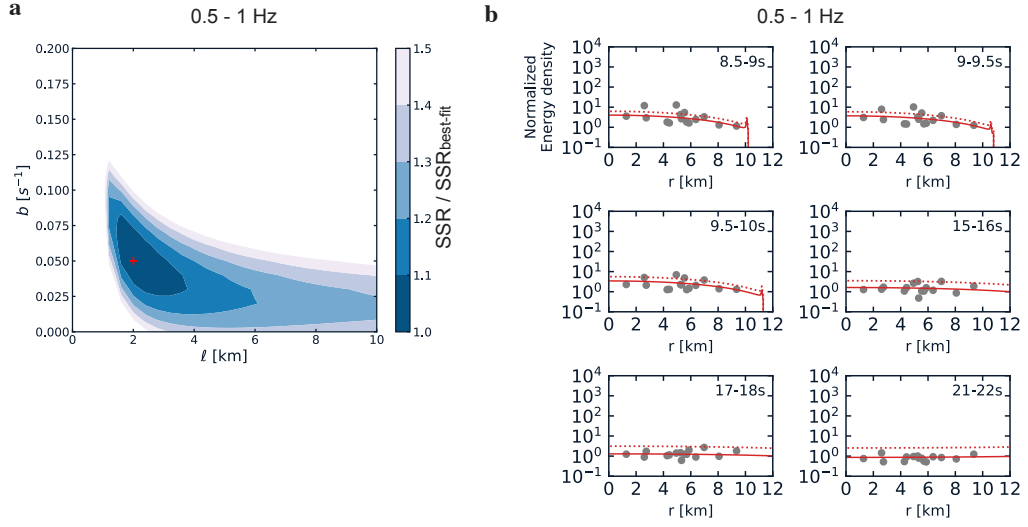 a
0.5 - 1 Hz
0.200
0.175
0.150
0.125
0.100
0.075
0.050
0.025
0.000
b [s⁻¹]
0 2 4 6 8 10
ℓ [km]
1.5
1.4
1.3
1.2
1.1
1.0
SSR / SSRbest-fit
b
0.5 - 1 Hz
Normalized
Energy density
10⁴
10³
10²
10¹
10⁰
10⁻¹
8.5-9s
0 2 4 6 8 10 12
r [km]
10⁴
10³
10²
10¹
10⁰
10⁻¹
9-9.5s
0 2 4 6 8 10 12
r [km]
10⁴
10³
10²
10¹
10⁰
10⁻¹
9.5-10s
0 2 4 6 8 10 12
r [km]
10⁴
10³
10²
10¹
10⁰
10⁻¹
15-16s
0 2 4 6 8 10 12
r [km]
10⁴
10³
10²
10¹
10⁰
10⁻¹
17-18s
0 2 4 6 8 10 12
r [km]
10⁴
10³
10²
10¹
10⁰
10⁻¹
21-22s
0 2 4 6 8 10 12
r [km]